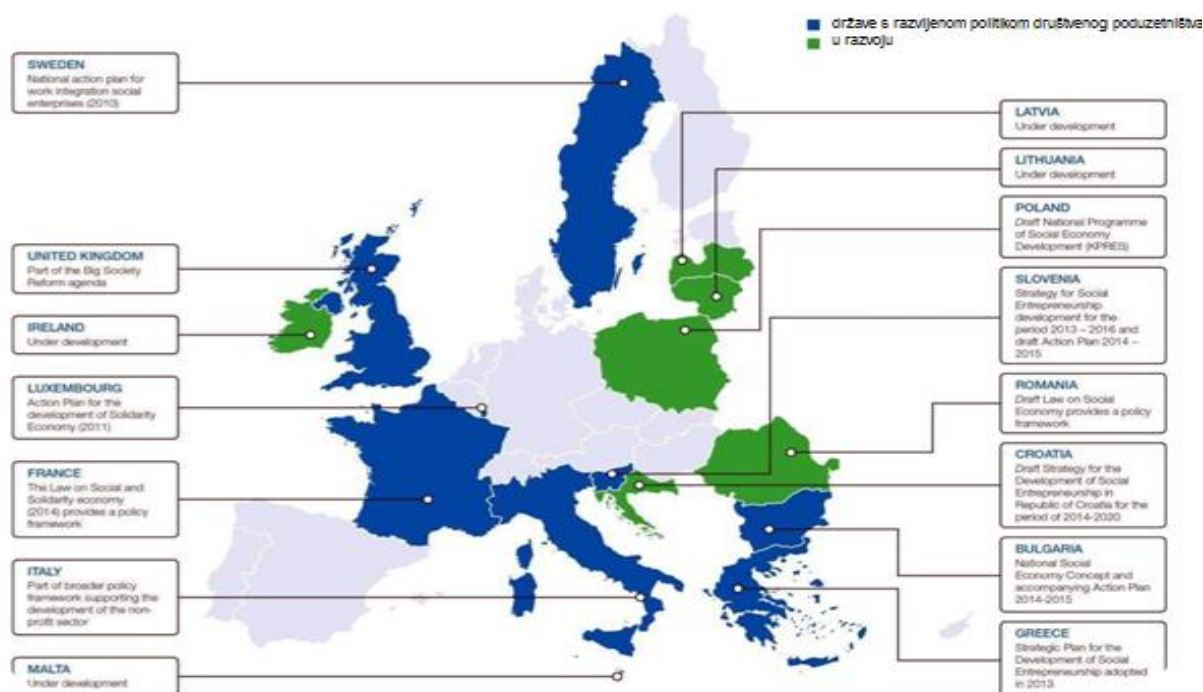 države s razvijenom politikom društvenog poduzetništva
u razvoju
SWEDEN
National action plan for
work integration social
enterprises (2010)
UNITED KINGDOM
Part of the Big Society
Reform agenda
IRELAND
Under development
LUXEMBOURG
Action Plan for the
development of Solidarity
Economy (2011)
FRANCE
The Law on Social and
Solidarity economy
(2014) provides a policy
framework
ITALY
Part of broader policy
framework supporting the
development of the non-
profit sector
MALTA
Under development
LATVIA
Under development
LITHUANIA
Under development
POLAND
Draft National Programme
of Social Economy
Development (KPRES)
SLOVENIA
Strategy for Social
Entrepreneurship
development for the
period 2013 – 2016 and
draft Action Plan 2014 –
2015
ROMANIA
Draft Law on Social
Economy provides a policy
framework
CROATIA
Draft Strategy for the
Development of Social
Entrepreneurship in
Republic of Croatia for the
period of 2014-2020
BULGARIA
National Social
Economy Concept and
accompanying Action Plan
2014-2015
GREECE
Strategic Plan for the
Development of Social
Entrepreneurship adopted
in 2013